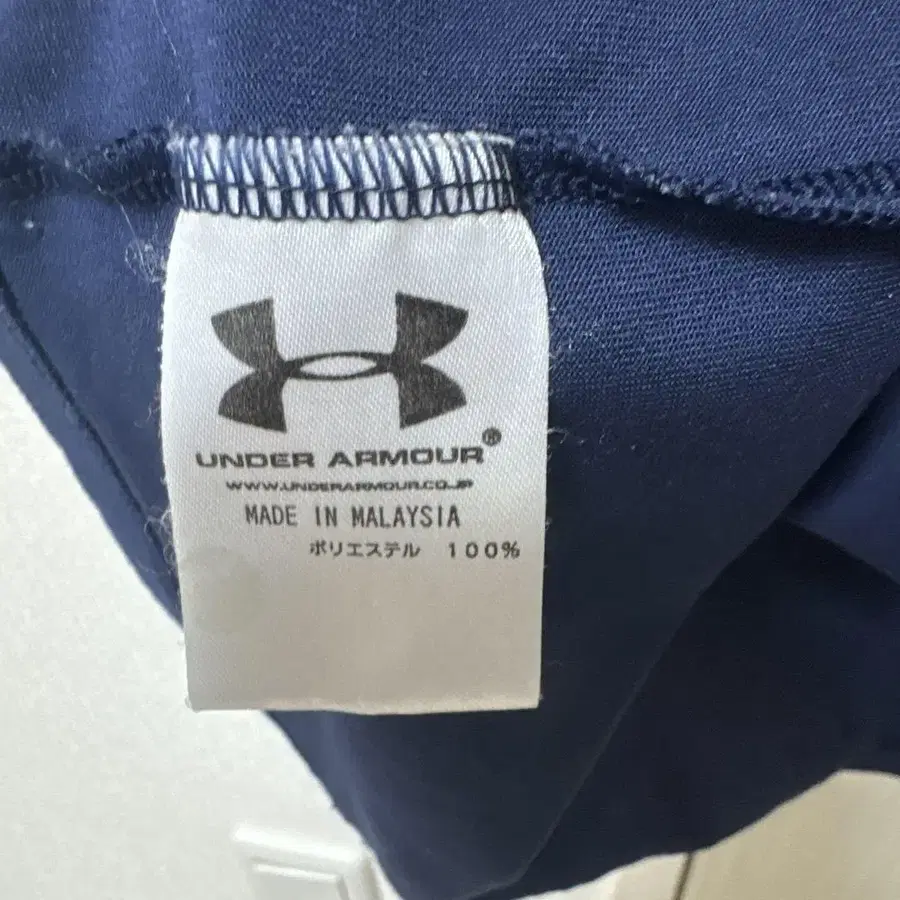 UNDER ARMOUR®
WWW.UNDERARMOUR.CO.JP
MADE IN MALAYSIA
ポリエステル 100%